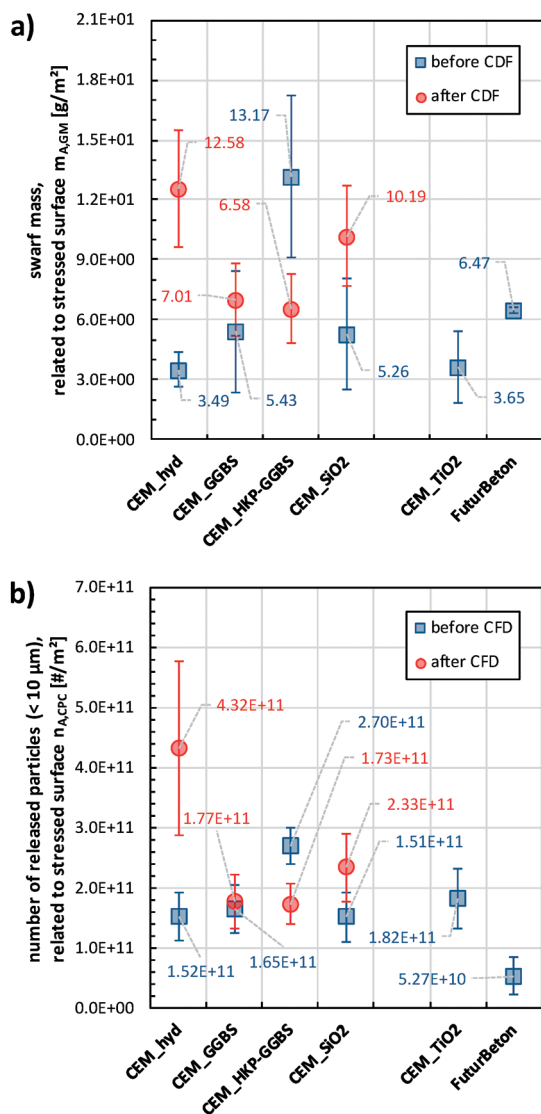 a)
2.1E+01
1.8E+01
1.5E+01
1.2E+01
9.0E+00
6.0E+00
3.0E+00
0.0E+00
swarf mass,
related to stressed surface mA,GM [g/m²]
before CDF
after CDF
13.17
12.58
6.58
10.19
7.01
6.47
3.49
5.43
5.26
3.65
CEM_hyd
CEM_GGBS
CEM_HKP-GGBS
CEM_SiO2
CEM_TiO2
FuturBeton
b)
7.0E+11
6.0E+11
5.0E+11
4.0E+11
3.0E+11
2.0E+11
1.0E+11
0.0E+00
number of released particles (< 10 µm),
related to stressed surface nA,CPC [#/m²]
before CFD
after CFD
4.32E+11
2.70E+11
1.73E+11
1.77E+11
2.33E+11
1.51E+11
1.52E+11
1.65E+11
1.82E+11
5.27E+10
CEM_hyd
CEM_GGBS
CEM_HKP-GGBS
CEM_SiO2
CEM_TiO2
FuturBeton